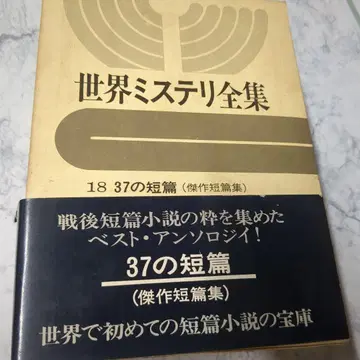 世界ミステリ全集
18 37の短篇（傑作短篇集）
戦後短篇小説の粋を集めた
ベスト・アンソロジイ！
37の短篇
（傑作短篇集）
世界で初めての短篇小説の宝庫